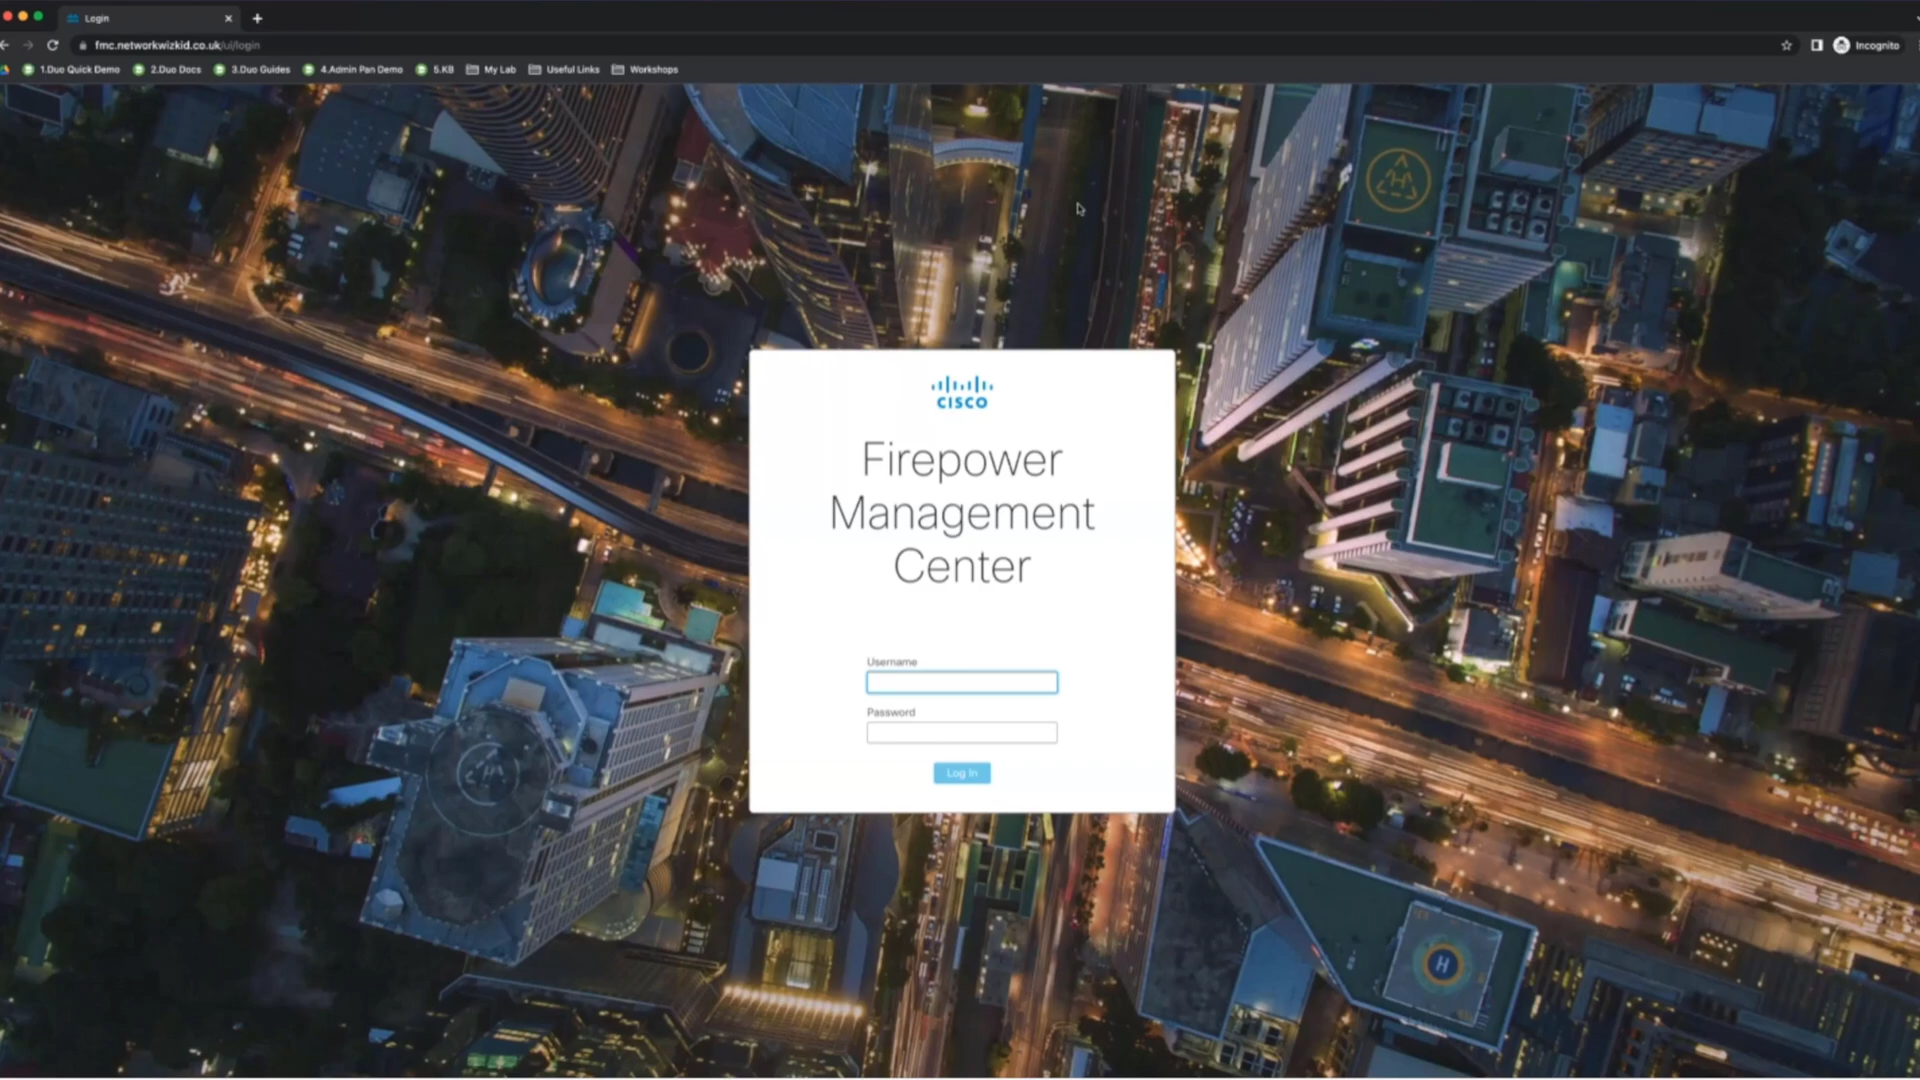 Login
fmc.networkwizkid.co.uk/ui/login
Incognito
1.Duo Quick Demo 2.Duo Docs 3.Duo Guides 4.Admin Pan Demo 5.KB My Lab Useful Links Workshops
CISCO
Firepower
Management
Center
Username
Password
Log In
H